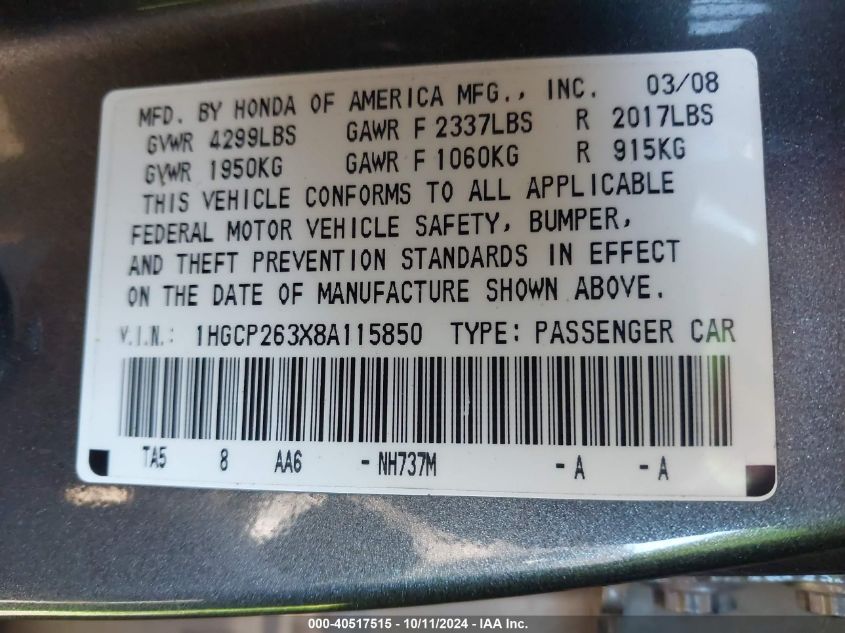 MFD. BY HONDA OF AMERICA MFG., INC. 03/08
GVWR 4299LBS GAWR F 2337LBS R 2017LBS
GVWR 1950KG GAWR F 1060KG R 915KG
THIS VEHICLE CONFORMS TO ALL APPLICABLE
FEDERAL MOTOR VEHICLE SAFETY, BUMPER,
AND THEFT PREVENTION STANDARDS IN EFFECT
ON THE DATE OF MANUFACTURE SHOWN ABOVE.
V.I.N.: 1HGCP263X8A115850 TYPE: PASSENGER CAR
TA5 8 AA6 - NH737M - A - A
000-40517515 - 10/11/2024 - IAA Inc.